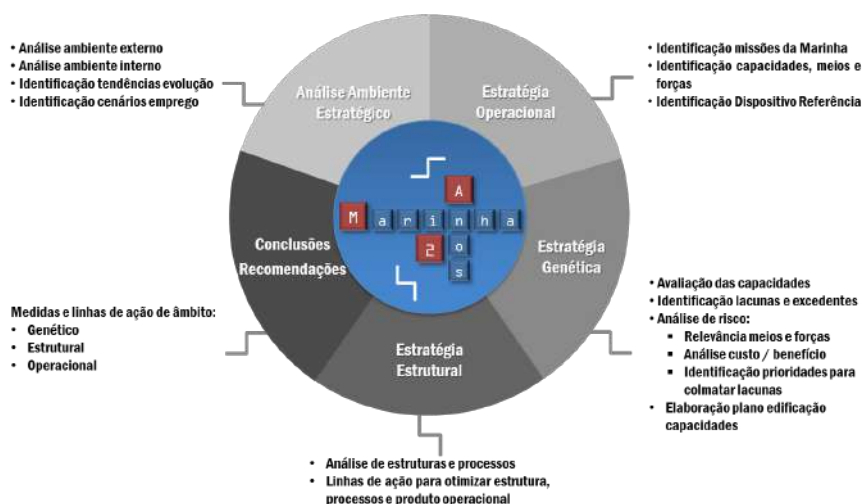 • Análise ambiente externo
• Análise ambiente interno
• Identificação tendências evolução
• Identificação cenários emprego
Análise Ambiente
Estratégico
Estratégia
Operacional
• Identificação missões da Marinha
• Identificação capacidades, meios e
forças
• Identificação Dispositivo Referência
A
Marinha
2
o
s
Conclusões
Recomendações
Estratégia
Genética
Estratégia
Estrutural
Medidas e linhas de ação de âmbito:
• Genético
• Estrutural
• Operacional
• Avaliação das capacidades
• Identificação lacunas e excedentes
• Análise de risco:
▪ Relevância meios e forças
▪ Análise custo / benefício
▪ Identificação prioridades para
colmatar lacunas
• Elaboração plano edificação
capacidades
• Análise de estruturas e processos
• Linhas de ação para otimizar estrutura,
processos e produto operacional